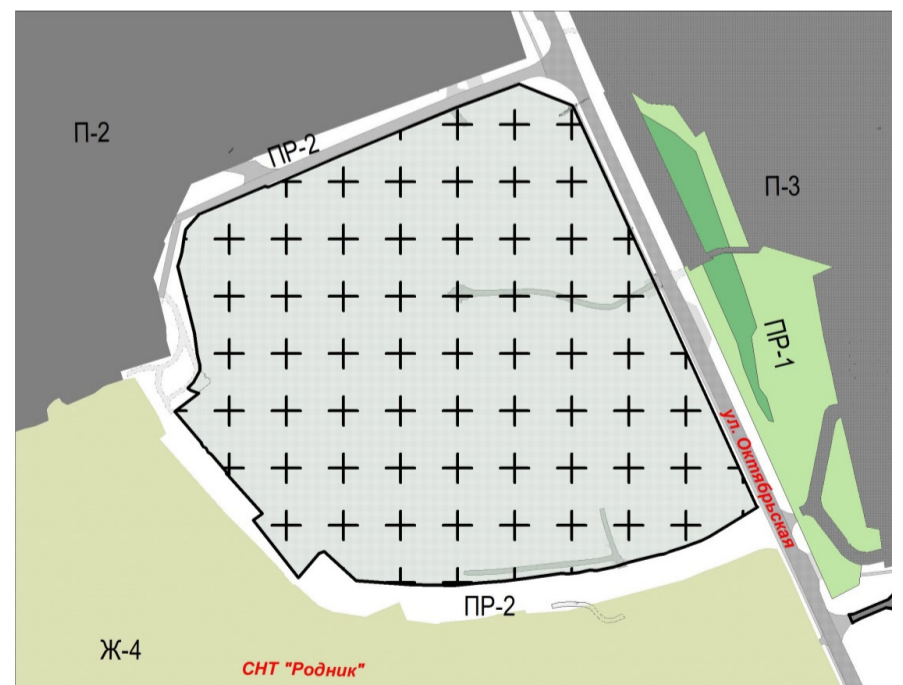 П-2
ПР-2
П-3
ПР-1
ул. Октябрьская
ПР-2
Ж-4
СНТ "Родник"